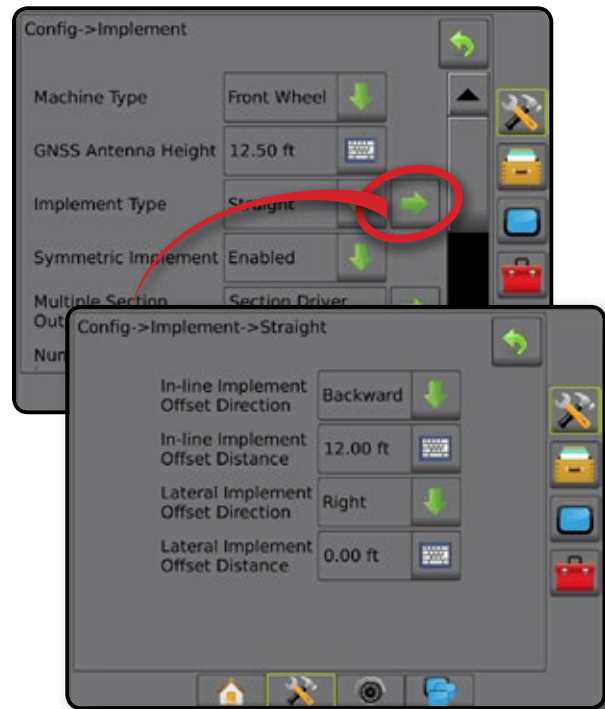 Config->Implement
Machine Type Front Wheel
GNSS Antenna Height 12.50 ft
Implement Type Straight
Symmetric Implement Enabled
Multiple Section Section Driver
Config->Implement->Straight
In-line Implement
Offset Direction Backward
In-line Implement
Offset Distance 12.00 ft
Lateral Implement
Offset Direction Right
Lateral Implement
Offset Distance 0.00 ft